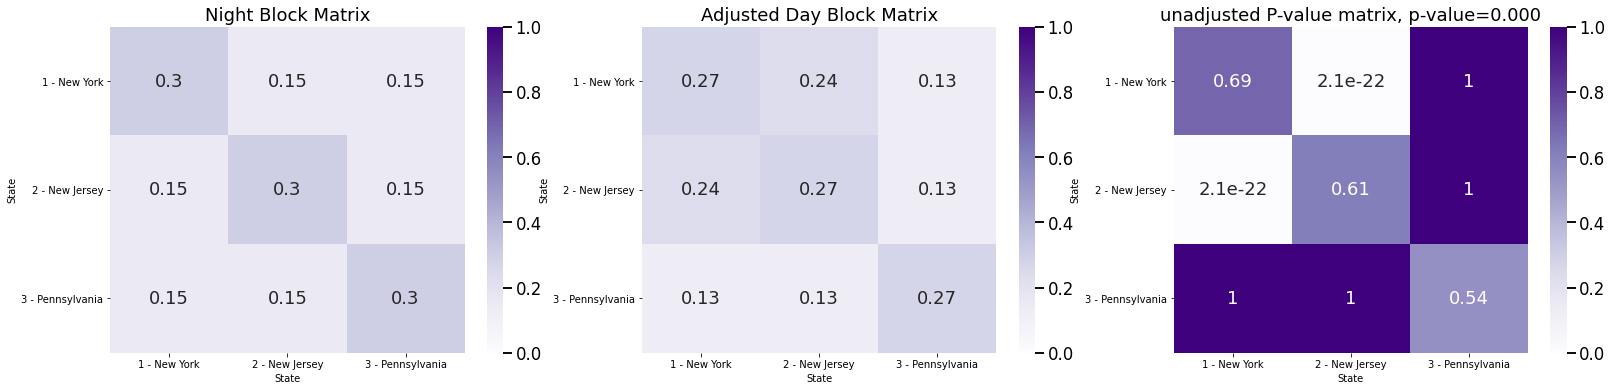 Night Block Matrix
1.0
0.8
0.6
0.4
0.2
0.0
State
1 - New York
2 - New Jersey
3 - Pennsylvania
0.3 0.15 0.15
0.15 0.3 0.15
0.15 0.15 0.3
1 - New York 2 - New Jersey 3 - Pennsylvania
State
Adjusted Day Block Matrix
1.0
0.8
0.6
0.4
0.2
0.0
State
1 - New York
2 - New Jersey
3 - Pennsylvania
0.27 0.24 0.13
0.24 0.27 0.13
0.13 0.13 0.27
1 - New York 2 - New Jersey 3 - Pennsylvania
State
unadjusted P-value matrix, p-value=0.000
1.0
0.8
0.6
0.4
0.2
0.0
State
1 - New York
2 - New Jersey
3 - Pennsylvania
0.69 2.1e-22 1
2.1e-22 0.61 1
1 1 0.54
1 - New York 2 - New Jersey 3 - Pennsylvania
State